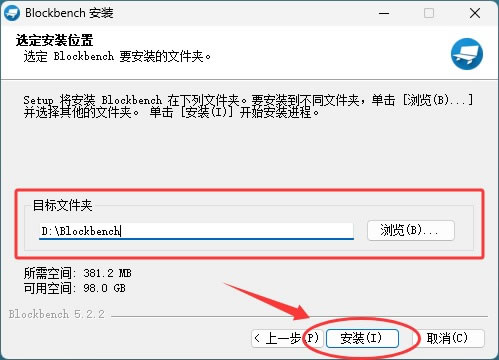 Blockbench 安装
选定安装位置
选定 Blockbench 要安装的文件夹。
Setup 将安装 Blockbench 在下列文件夹。要安装到不同文件夹，单击 [浏览(B)...]
并选择其他的文件夹。 单击 [安装(I)] 开始安装进程。
目标文件夹
D:\Blockbench
浏览(B)...
所需空间: 381.2 MB
可用空间: 98.0 GB
Blockbench 5.2.2
< 上一步(P)
安装(I)
取消(C)